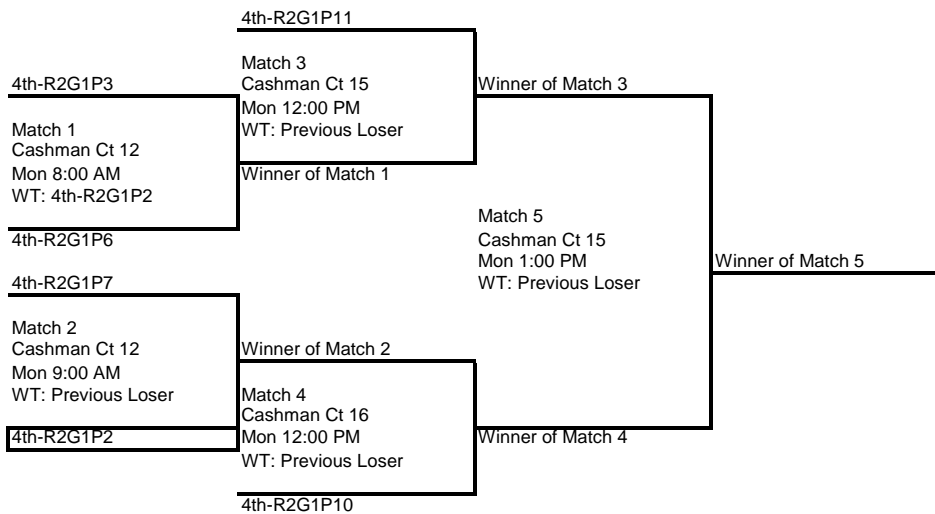 4th-R2G1P11
Match 3
Cashman Ct 15
Mon 12:00 PM
WT: Previous Loser
4th-R2G1P3
Winner of Match 3
Match 1
Cashman Ct 12
Mon 8:00 AM
WT: 4th-R2G1P2
Winner of Match 1
4th-R2G1P6
Match 5
Cashman Ct 15
Mon 1:00 PM
WT: Previous Loser
Winner of Match 5
4th-R2G1P7
Match 2
Cashman Ct 12
Mon 9:00 AM
WT: Previous Loser
Winner of Match 2
4th-R2G1P2
Match 4
Cashman Ct 16
Mon 12:00 PM
WT: Previous Loser
Winner of Match 4
4th-R2G1P10